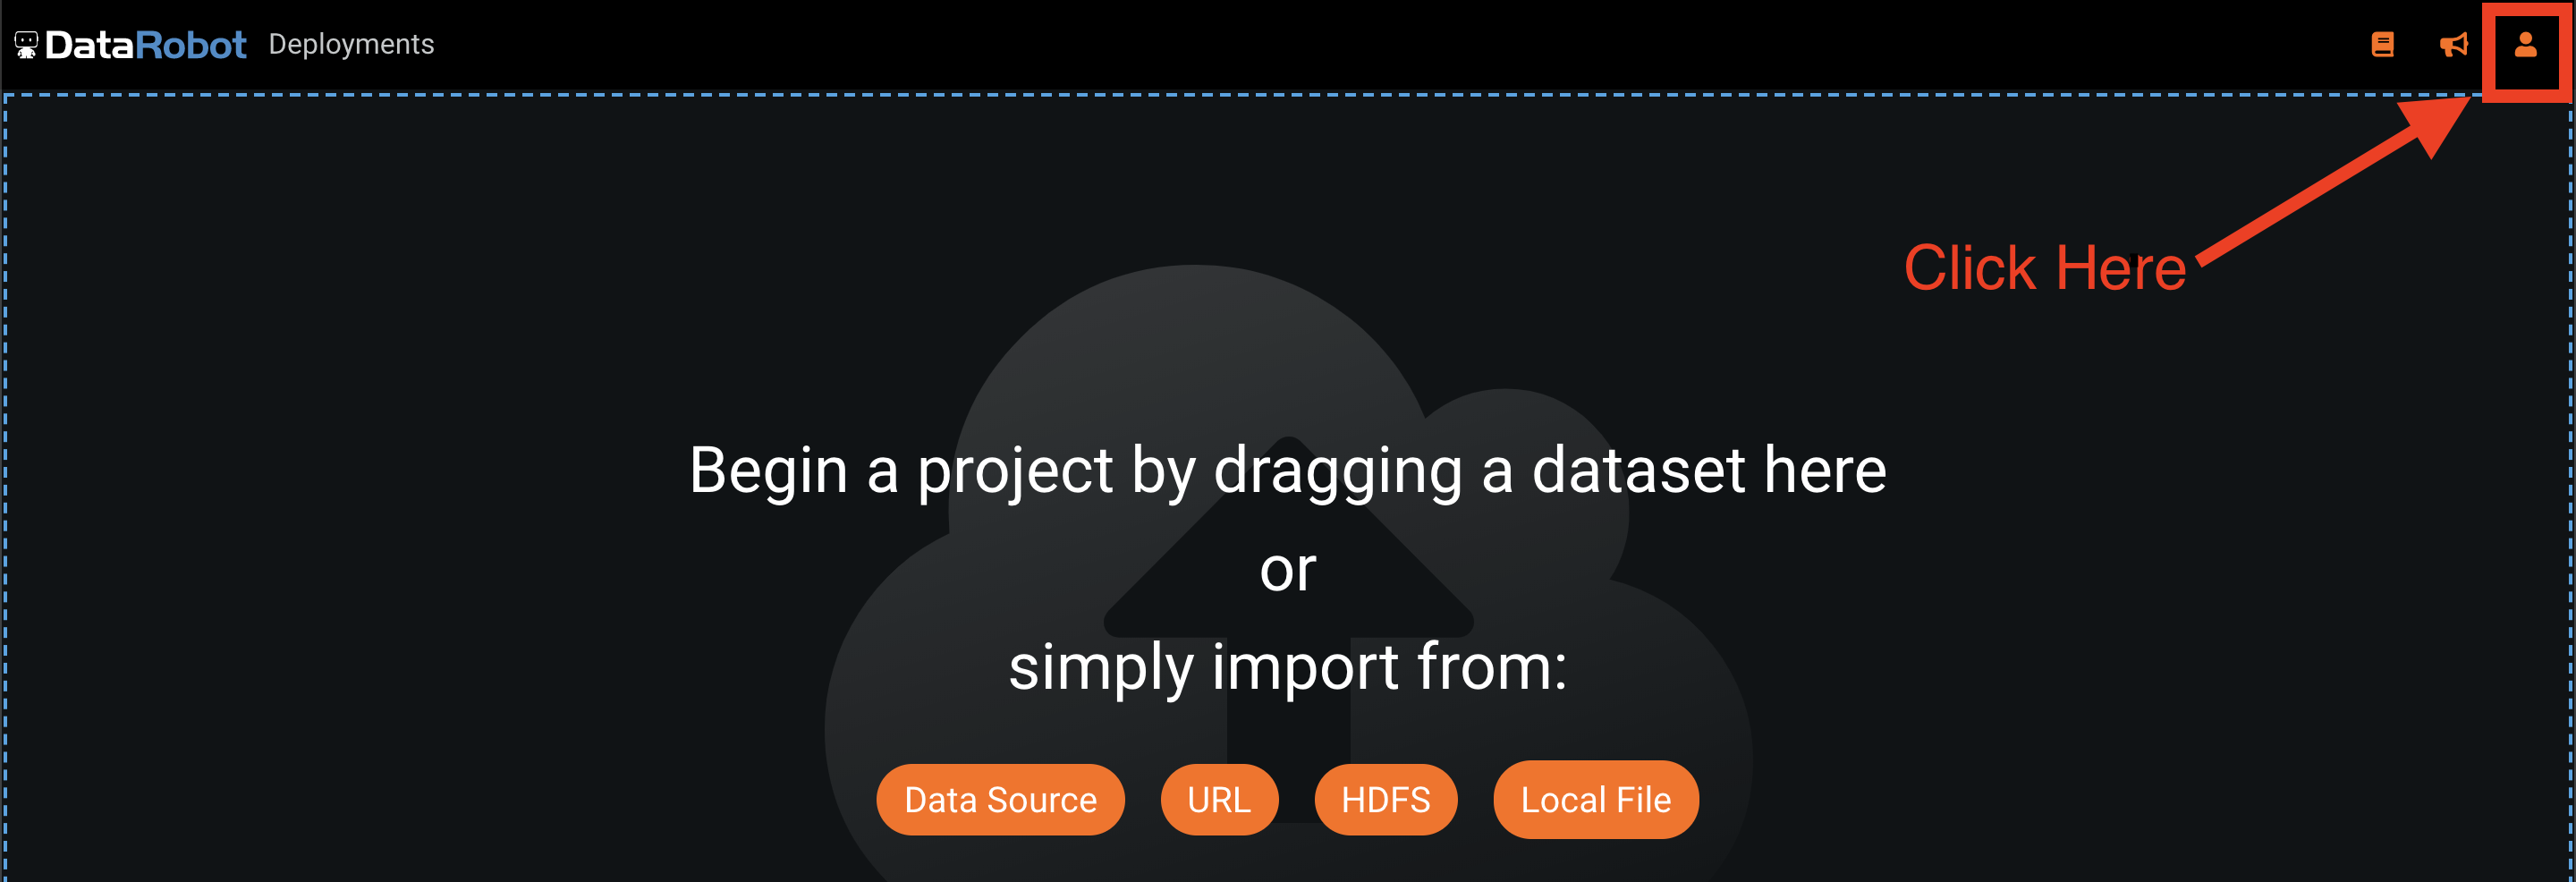 DataRobot Deployments
Click Here
Begin a project by dragging a dataset here
or
simply import from:
Data Source URL HDFS Local File